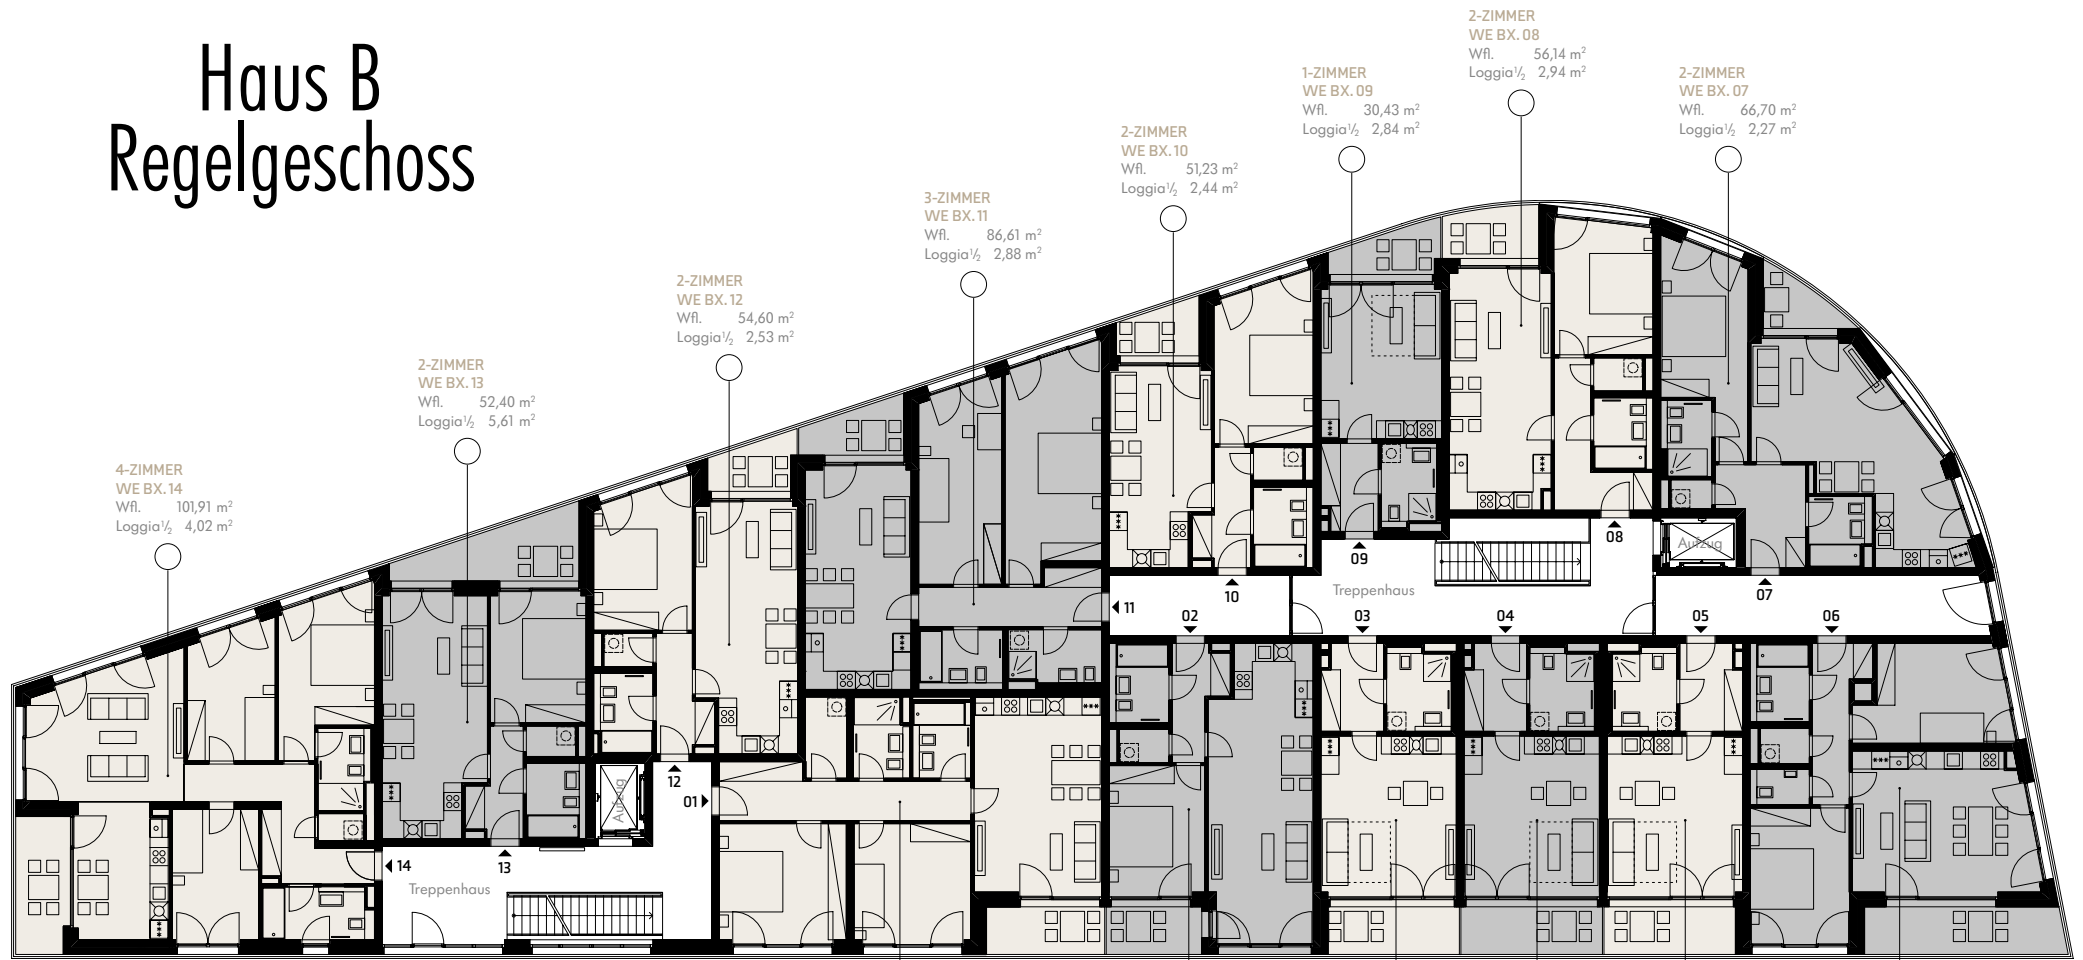 Haus B
Regelgeschoss
4-ZIMMER
WE BX.14
Wfl. 101,91 m²
Loggia½ 4,02 m²
2-ZIMMER
WE BX.13
Wfl. 52,40 m²
Loggia½ 5,61 m²
2-ZIMMER
WE BX.12
Wfl. 54,60 m²
Loggia½ 2,53 m²
3-ZIMMER
WE BX.11
Wfl. 86,61 m²
Loggia½ 2,88 m²
2-ZIMMER
WE BX.10
Wfl. 51,23 m²
Loggia½ 2,44 m²
1-ZIMMER
WE BX.09
Wfl. 30,43 m²
Loggia½ 2,84 m²
2-ZIMMER
WE BX.08
Wfl. 56,14 m²
Loggia½ 2,94 m²
2-ZIMMER
WE BX.07
Wfl. 66,70 m²
Loggia½ 2,27 m²
08
Aufzug
09
Treppenhaus
10
07
11
02
03
04
05
06
12
Aufzug
01
14
13
Treppenhaus